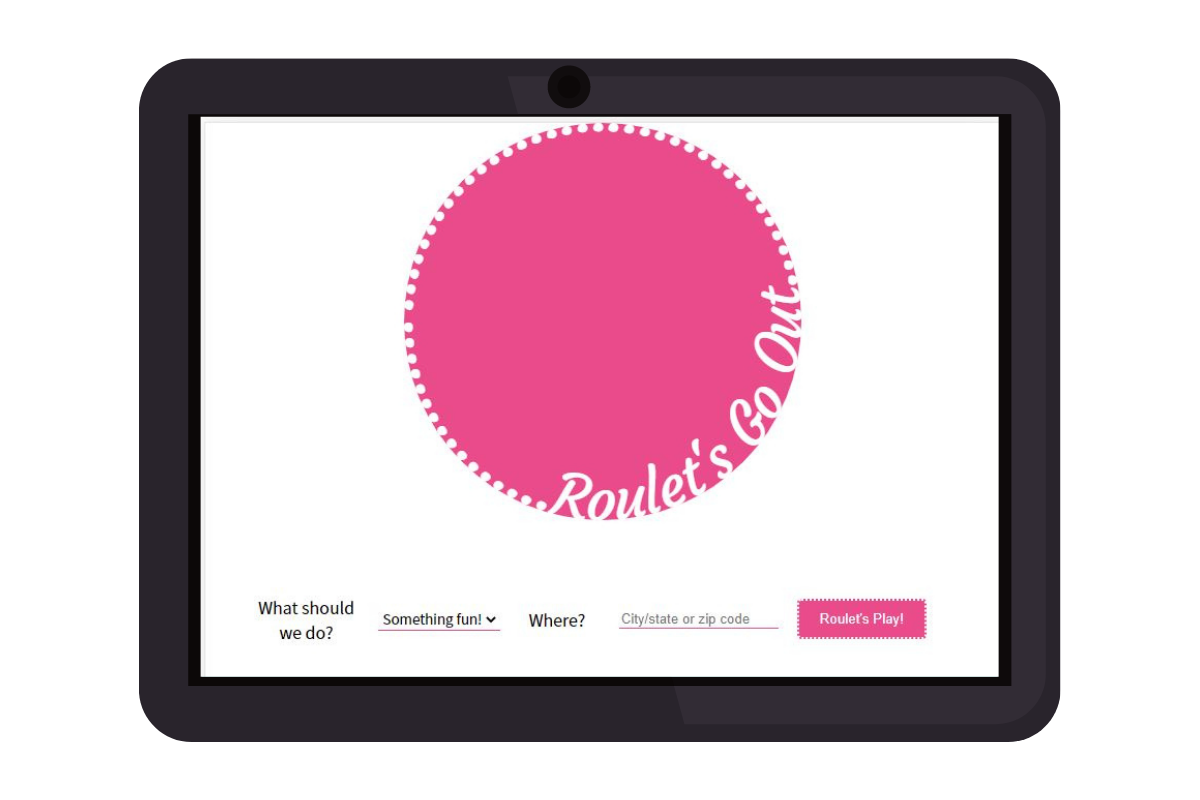 Roulet's Go Out
What should
we do?
Something fun!
Where?
City/state or zip code
Roulet's Play!